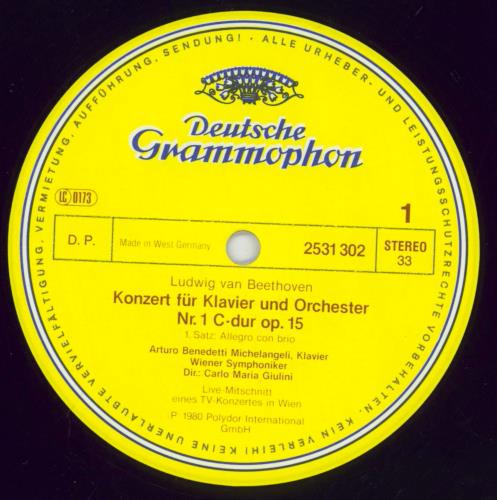 KEINE UNERLAUBTE VERVIELFÄLTIGUNG, VERMIETUNG, AUFFÜHRUNG, SENDUNG! · ALLE URHEBER- UND LEISTUNGSSCHUTZRECHTE VORBEHALTEN. KEIN VERLEIH!
Deutsche
Grammophon
LC 0173
1
D. P.
Made in West Germany
2531 302
STEREO
33
Ludwig van Beethoven
Konzert für Klavier und Orchester
Nr. 1 C-dur op. 15
1. Satz: Allegro con brio
Arturo Benedetti Michelangeli, Klavier
Wiener Symphoniker
Dir.: Carlo Maria Giulini
Live-Mitschnitt
eines TV-Konzertes in Wien
P 1980 Polydor International
GmbH